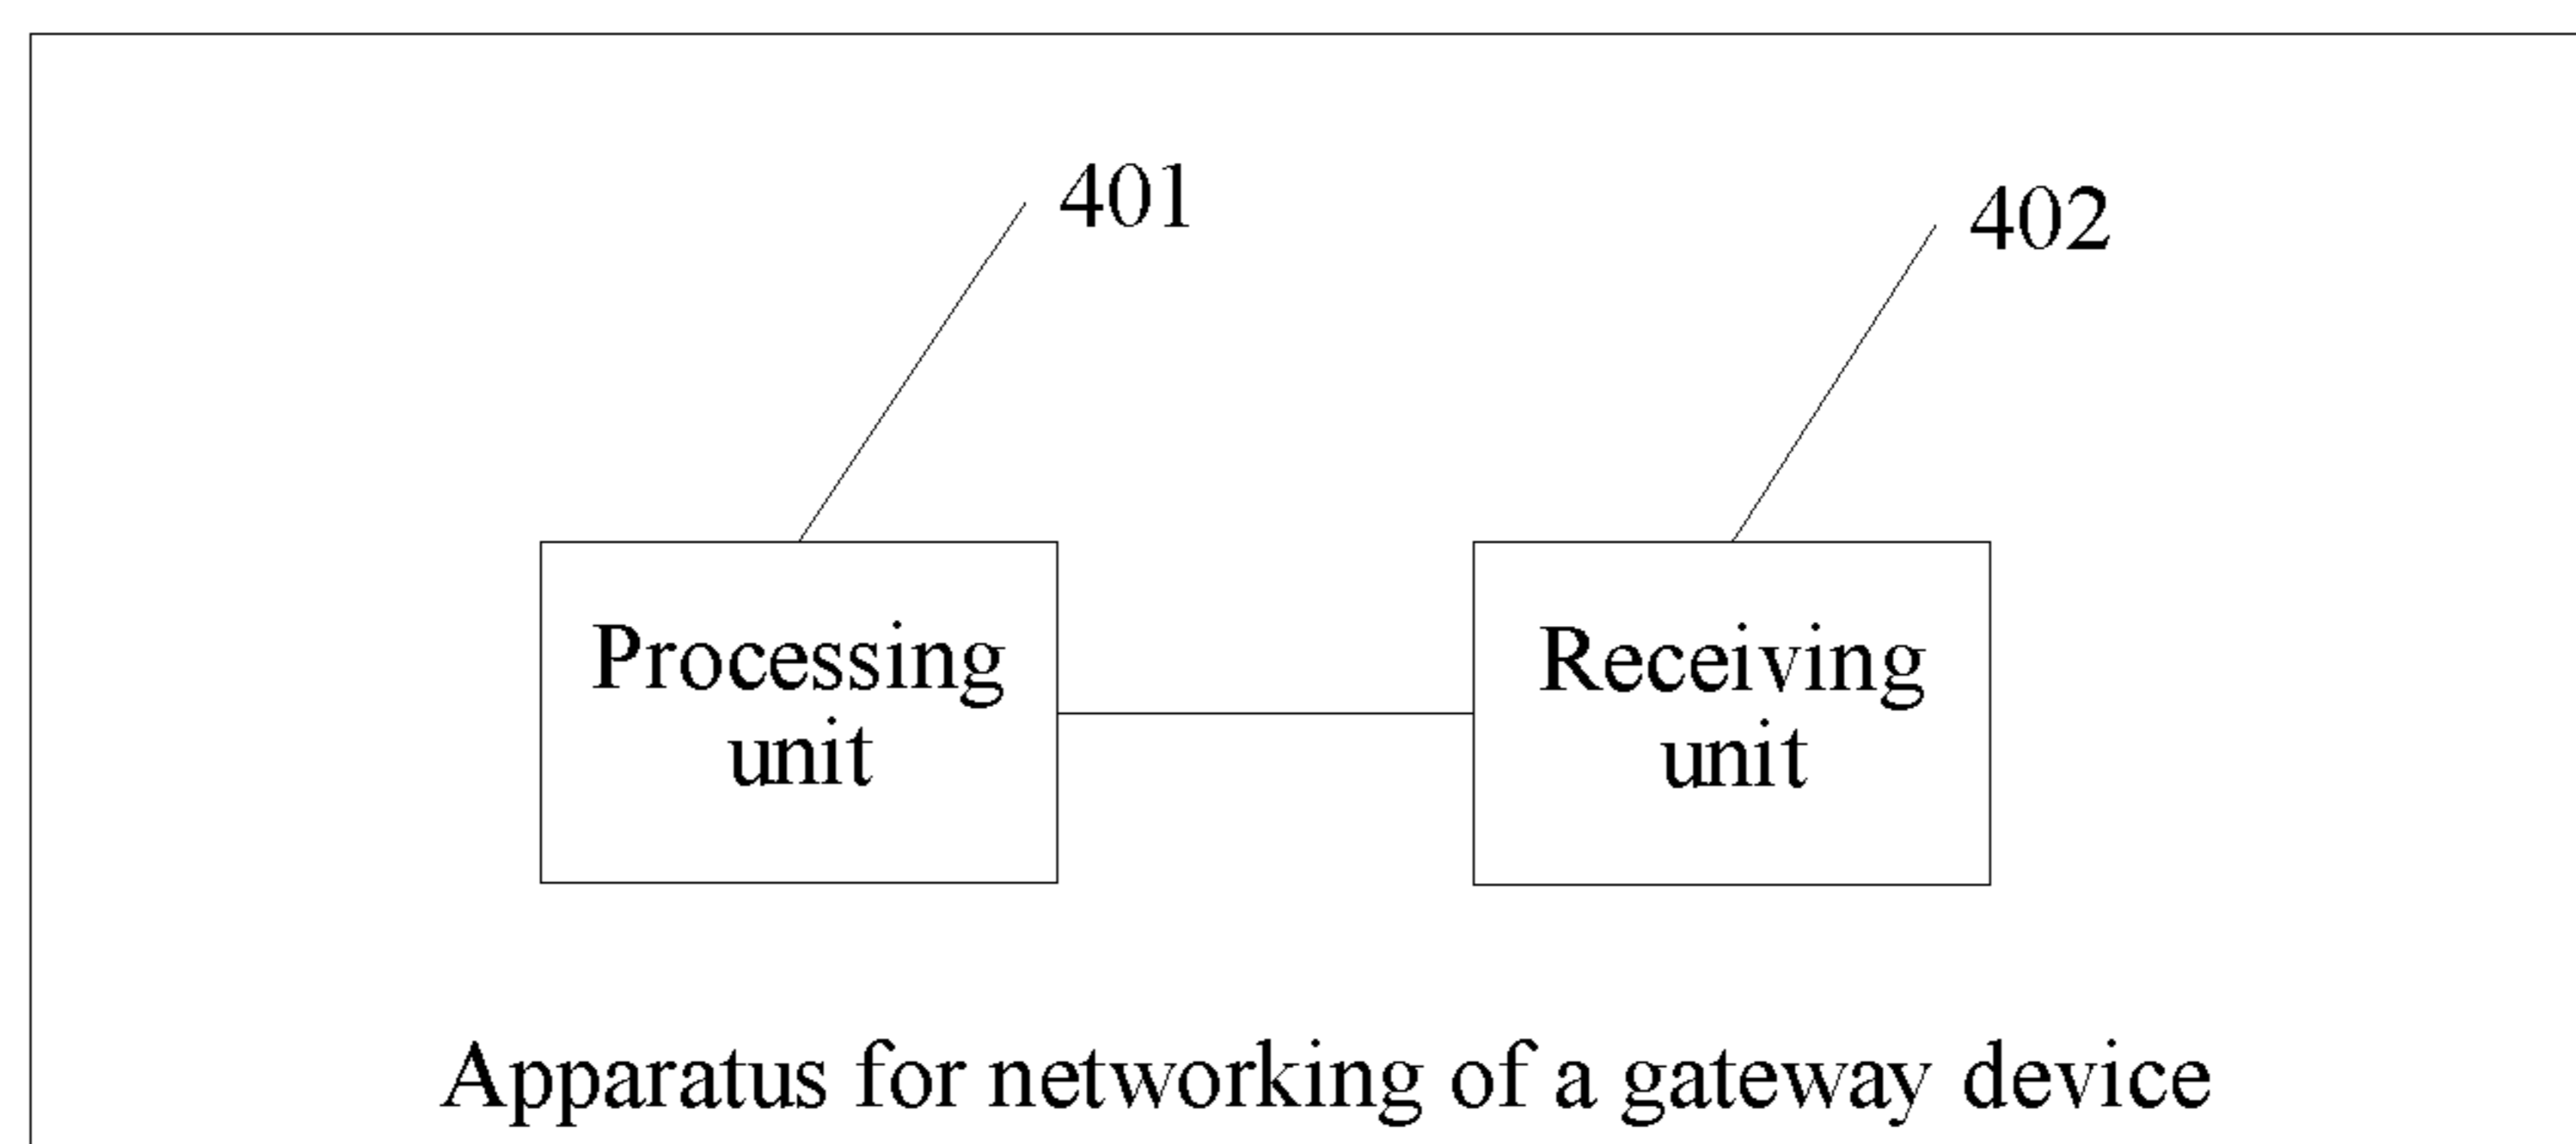 401
402
Processing
unit
Receiving
unit
Apparatus for networking of a gateway device